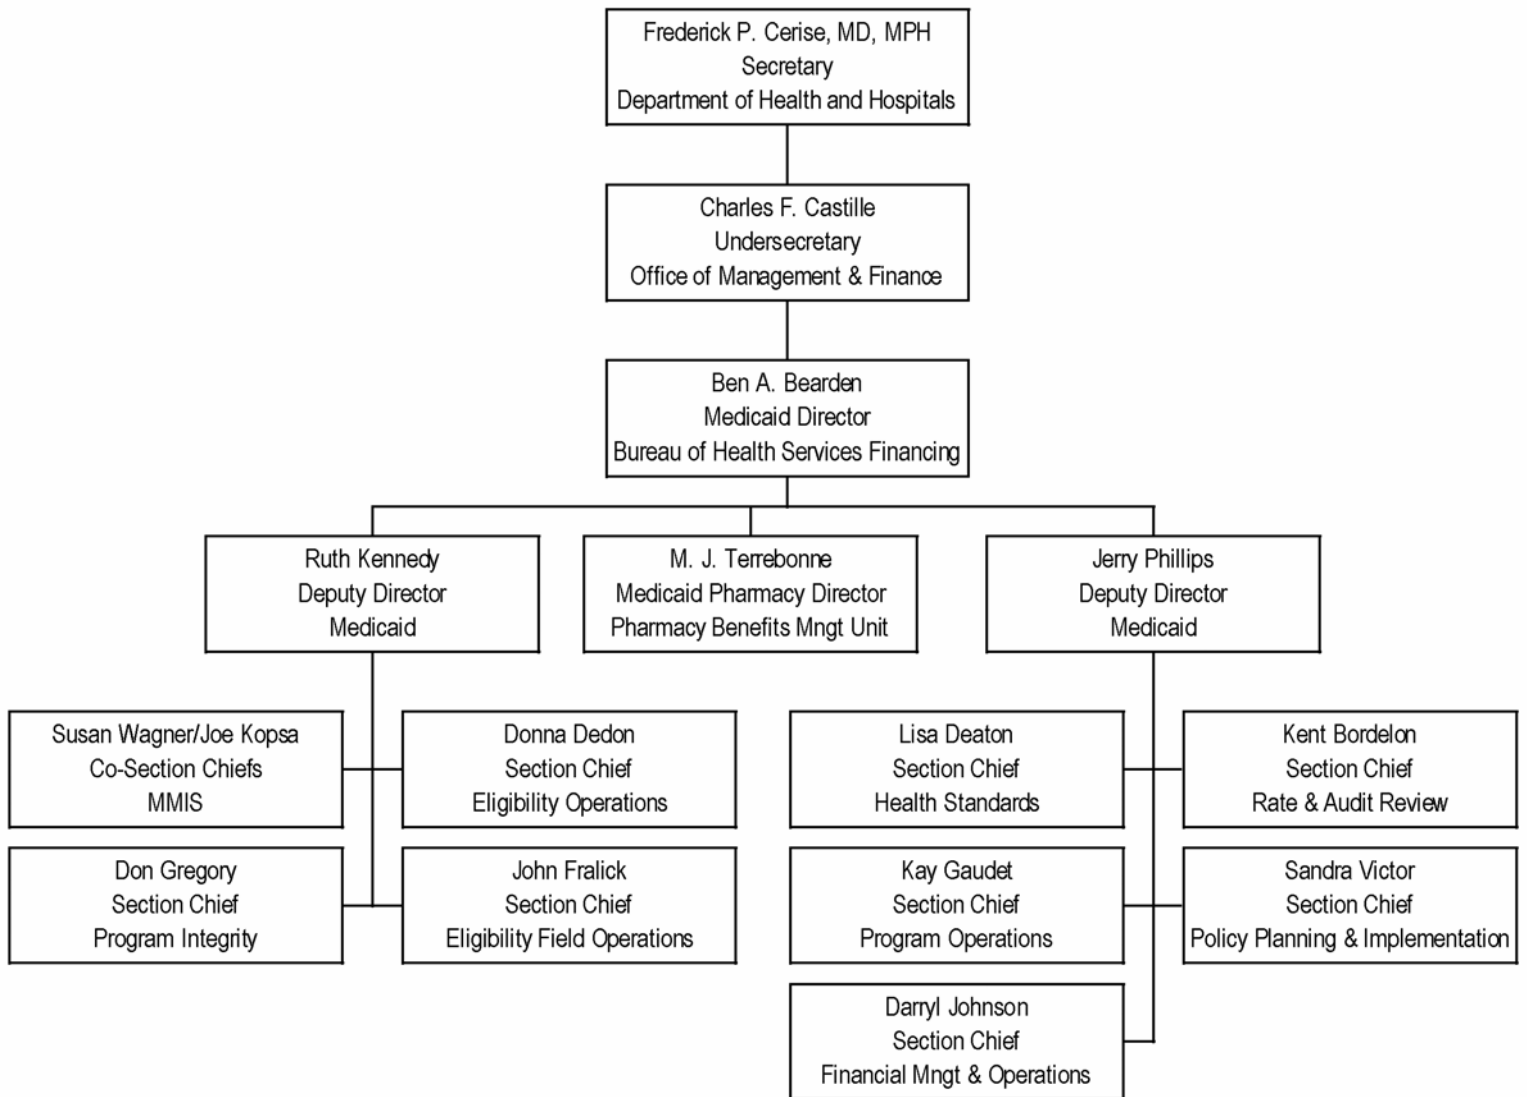 Frederick P. Cerise, MD, MPH
Secretary
Department of Health and Hospitals
Charles F. Castille
Undersecretary
Office of Management & Finance
Ben A. Bearden
Medicaid Director
Bureau of Health Services Financing
Ruth Kennedy
Deputy Director
Medicaid
M. J. Terrebonne
Medicaid Pharmacy Director
Pharmacy Benefits Mngt Unit
Jerry Phillips
Deputy Director
Medicaid
Susan Wagner/Joe Kopsa
Co-Section Chiefs
MMIS
Donna Dedon
Section Chief
Eligibility Operations
Lisa Deaton
Section Chief
Health Standards
Kent Bordelon
Section Chief
Rate & Audit Review
Don Gregory
Section Chief
Program Integrity
John Fralick
Section Chief
Eligibility Field Operations
Kay Gaudet
Section Chief
Program Operations
Sandra Victor
Section Chief
Policy Planning & Implementation
Darryl Johnson
Section Chief
Financial Mngt & Operations